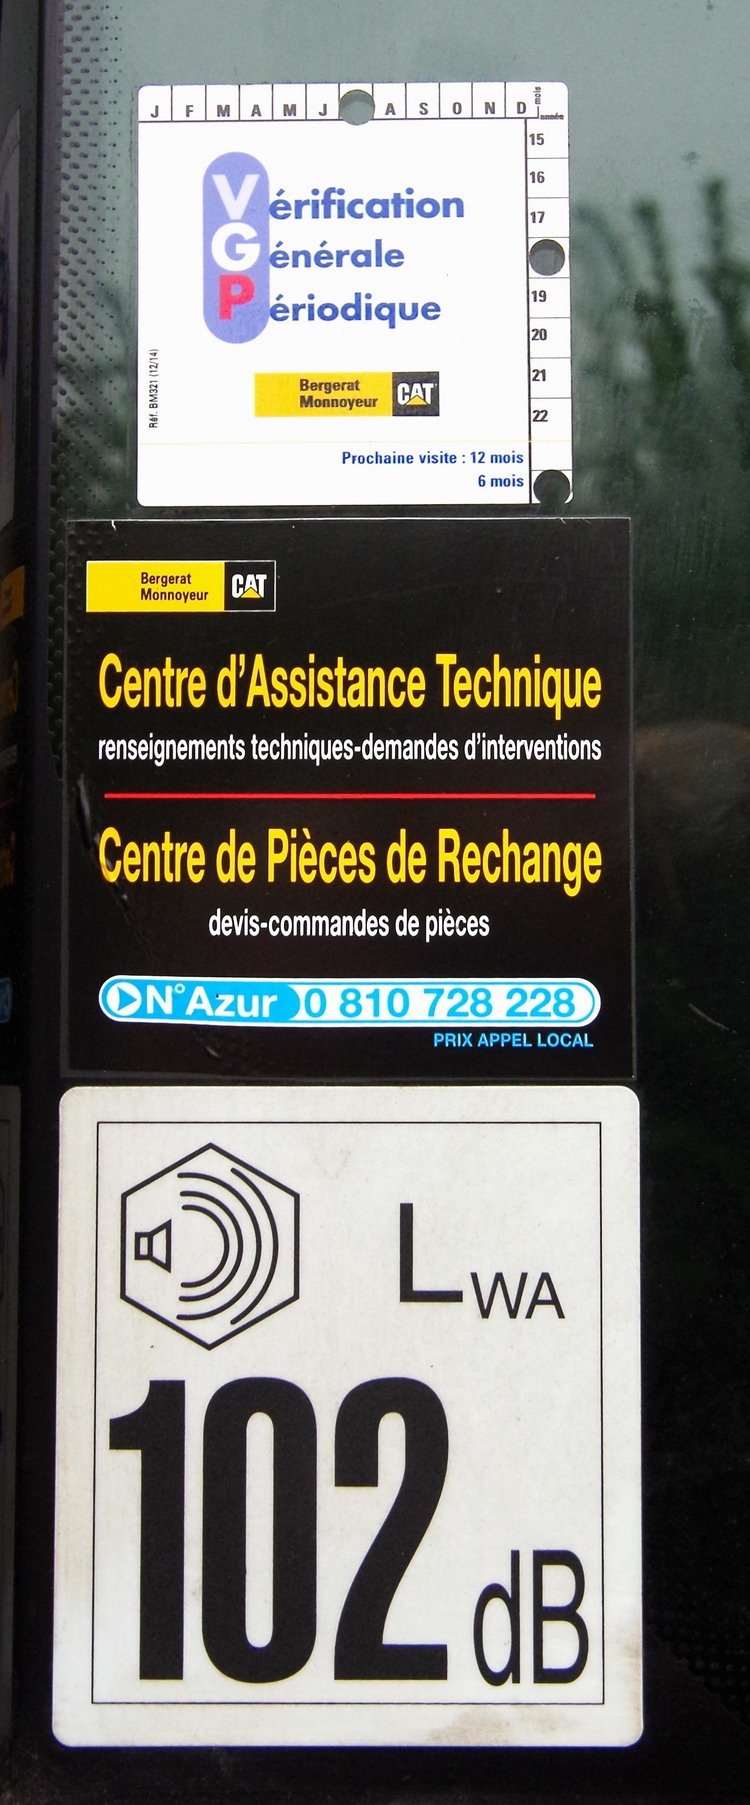 J F M A M J A S O N D mois
année
15
16
17
19
20
21
22
Vérification
Générale
Périodique
Réf. BM321 (12/14)
Bergerat
Monnoyeur
CAT
Prochaine visite : 12 mois
6 mois
Bergerat
Monnoyeur
CAT
Centre d'Assistance Technique
renseignements techniques-demandes d'interventions
Centre de Pièces de Rechange
devis-commandes de pièces
N° Azur 0 810 728 228
PRIX APPEL LOCAL
LWA
102
dB